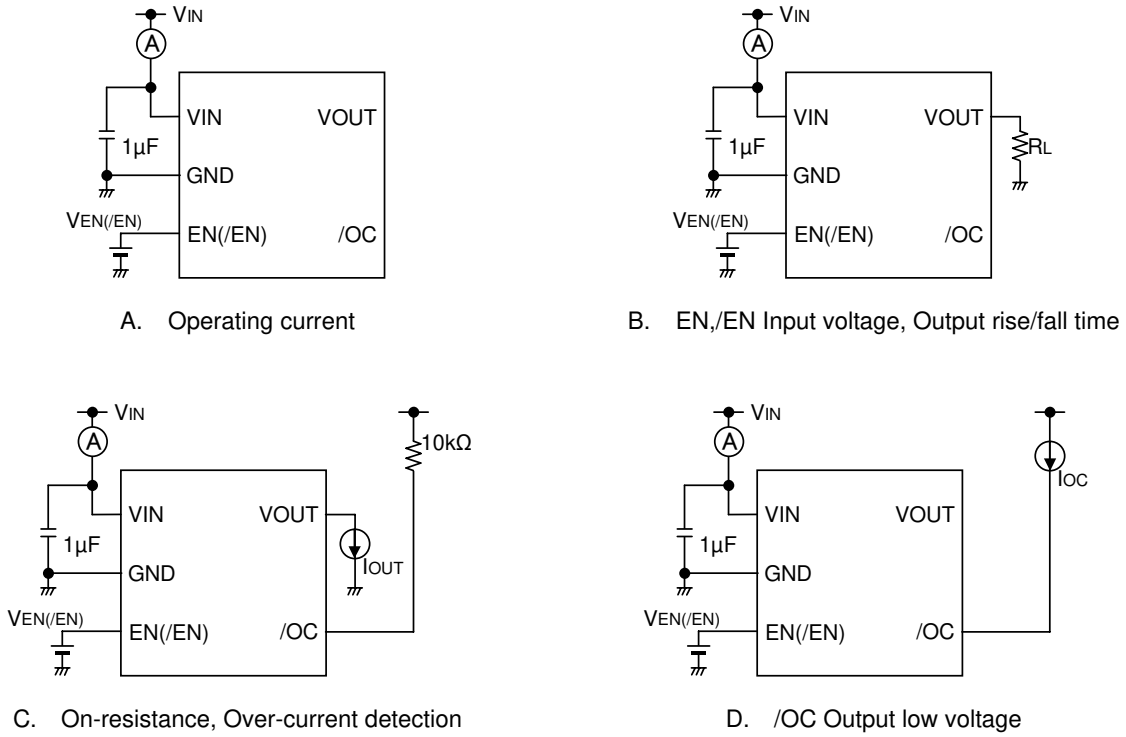 VIN
A
VIN VOUT
1µF
GND
VEN(/EN)
EN(/EN) /OC
A. Operating current
VIN
A
VIN VOUT
1µF RL
GND
VEN(/EN)
EN(/EN) /OC
B. EN,/EN Input voltage, Output rise/fall time
VIN
A 10kΩ
VIN VOUT
1µF IOUT
GND
VEN(/EN)
EN(/EN) /OC
C. On-resistance, Over-current detection
VIN
A
IOC
VIN VOUT
1µF
GND
VEN(/EN)
EN(/EN) /OC
D. /OC Output low voltage